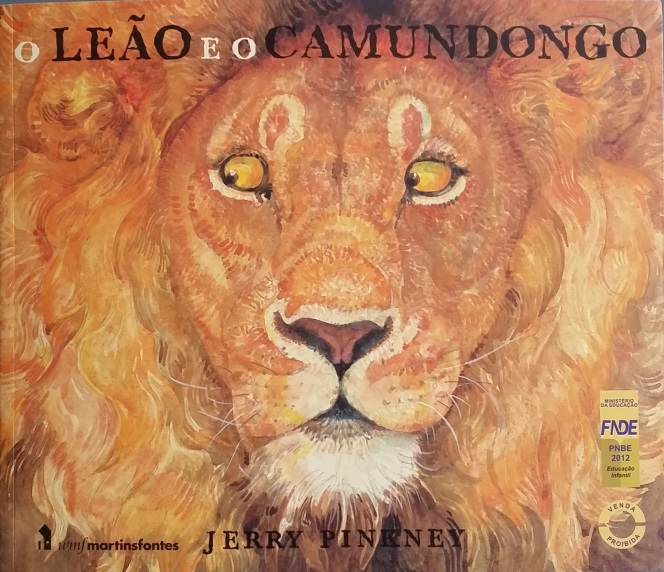 O LEÃO E O CAMUNDONGO
MINISTÉRIO
DA EDUCAÇÃO
FNDE
PNBE
2012
Educação
Infantil
VENDA
PROIBIDA
wmf martinsfontes
JERRY PINKNEY